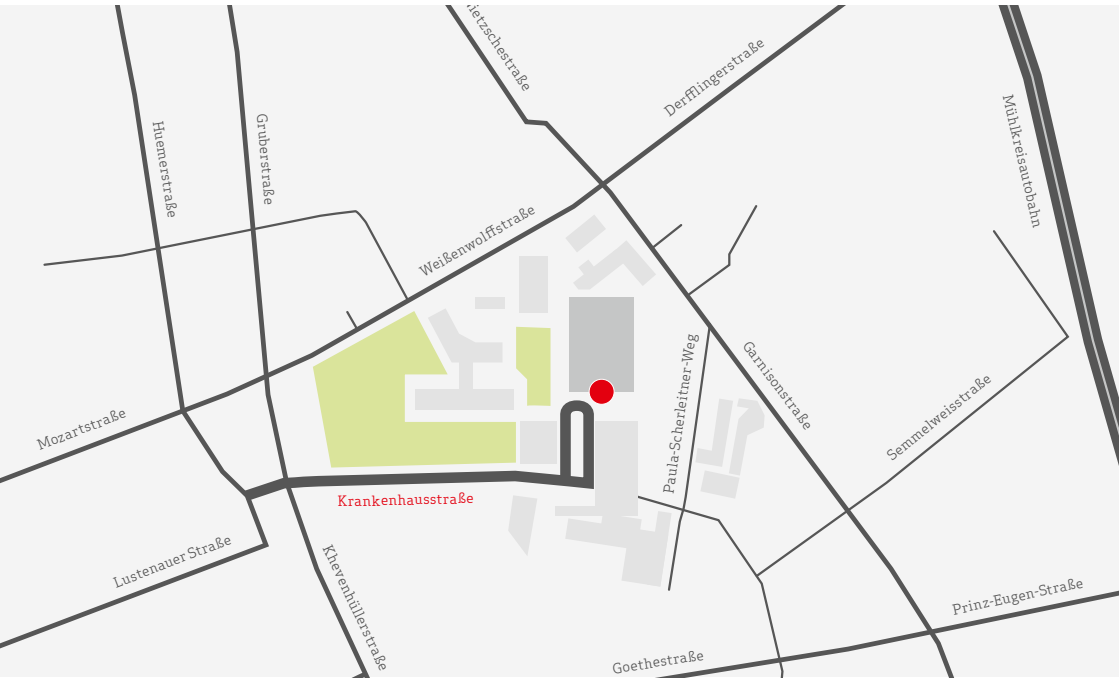 Derfflingerstraße
Mühlkreisautobahn
Huemerstraße
Gruberstraße
Weißenwolffstraße
Paula-Scherleitner-Weg
Garnisonstraße
Semmelweisstraße
Mozartstraße
Krankenhausstraße
Lustenauer Straße
Khevenhüllerstraße
Prinz-Eugen-Straße
Goethestraße